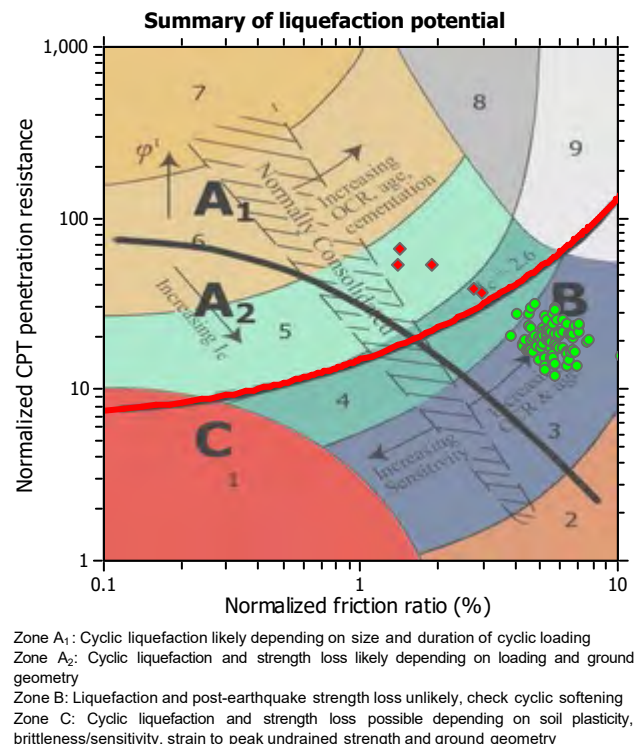 Summary of liquefaction potential
1,000
100
10
1
Normalized CPT penetration resistance
7
8
9
φ'
A1
Increasing
OCR, age,
cementation
Normally Consolidated
6
A2
Increasing Ic
5
2.6
B
4
Increasing
Sensitivity
OCR & age
3
C
1
2
0.1
1
10
Normalized friction ratio (%)
Zone A1: Cyclic liquefaction likely depending on size and duration of cyclic loading
Zone A2: Cyclic liquefaction and strength loss likely depending on loading and ground
geometry
Zone B: Liquefaction and post-earthquake strength loss unlikely, check cyclic softening
Zone C: Cyclic liquefaction and strength loss possible depending on soil plasticity,
brittleness/sensitivity, strain to peak undrained strength and ground geometry